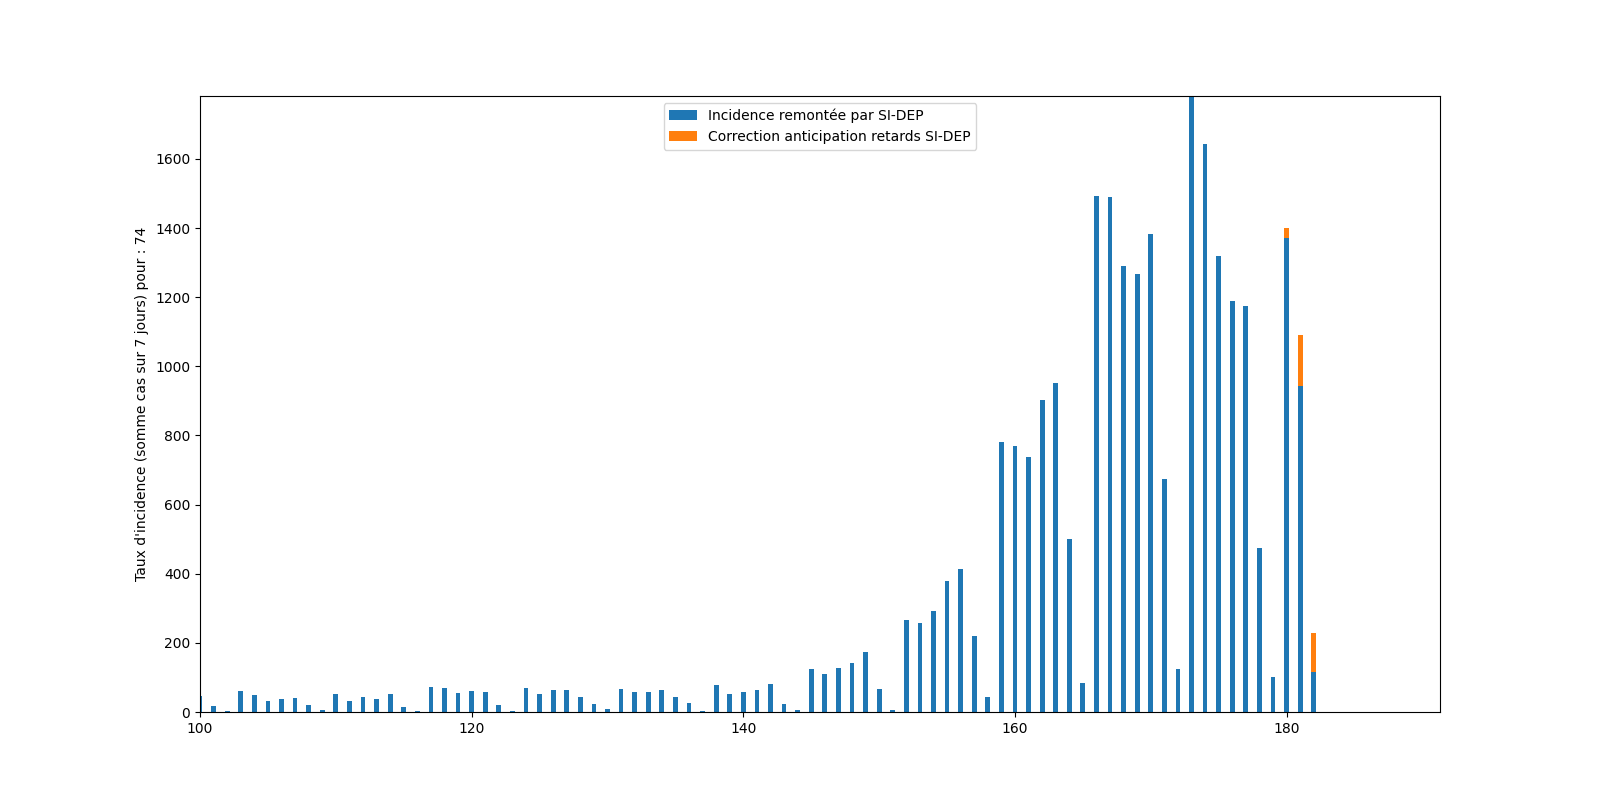 Incidence remontée par SI-DEP
Correction anticipation retards SI-DEP
Taux d'incidence (somme cas sur 7 jours) pour : 74
1600
1400
1200
1000
800
600
400
200
0
100 120 140 160 180